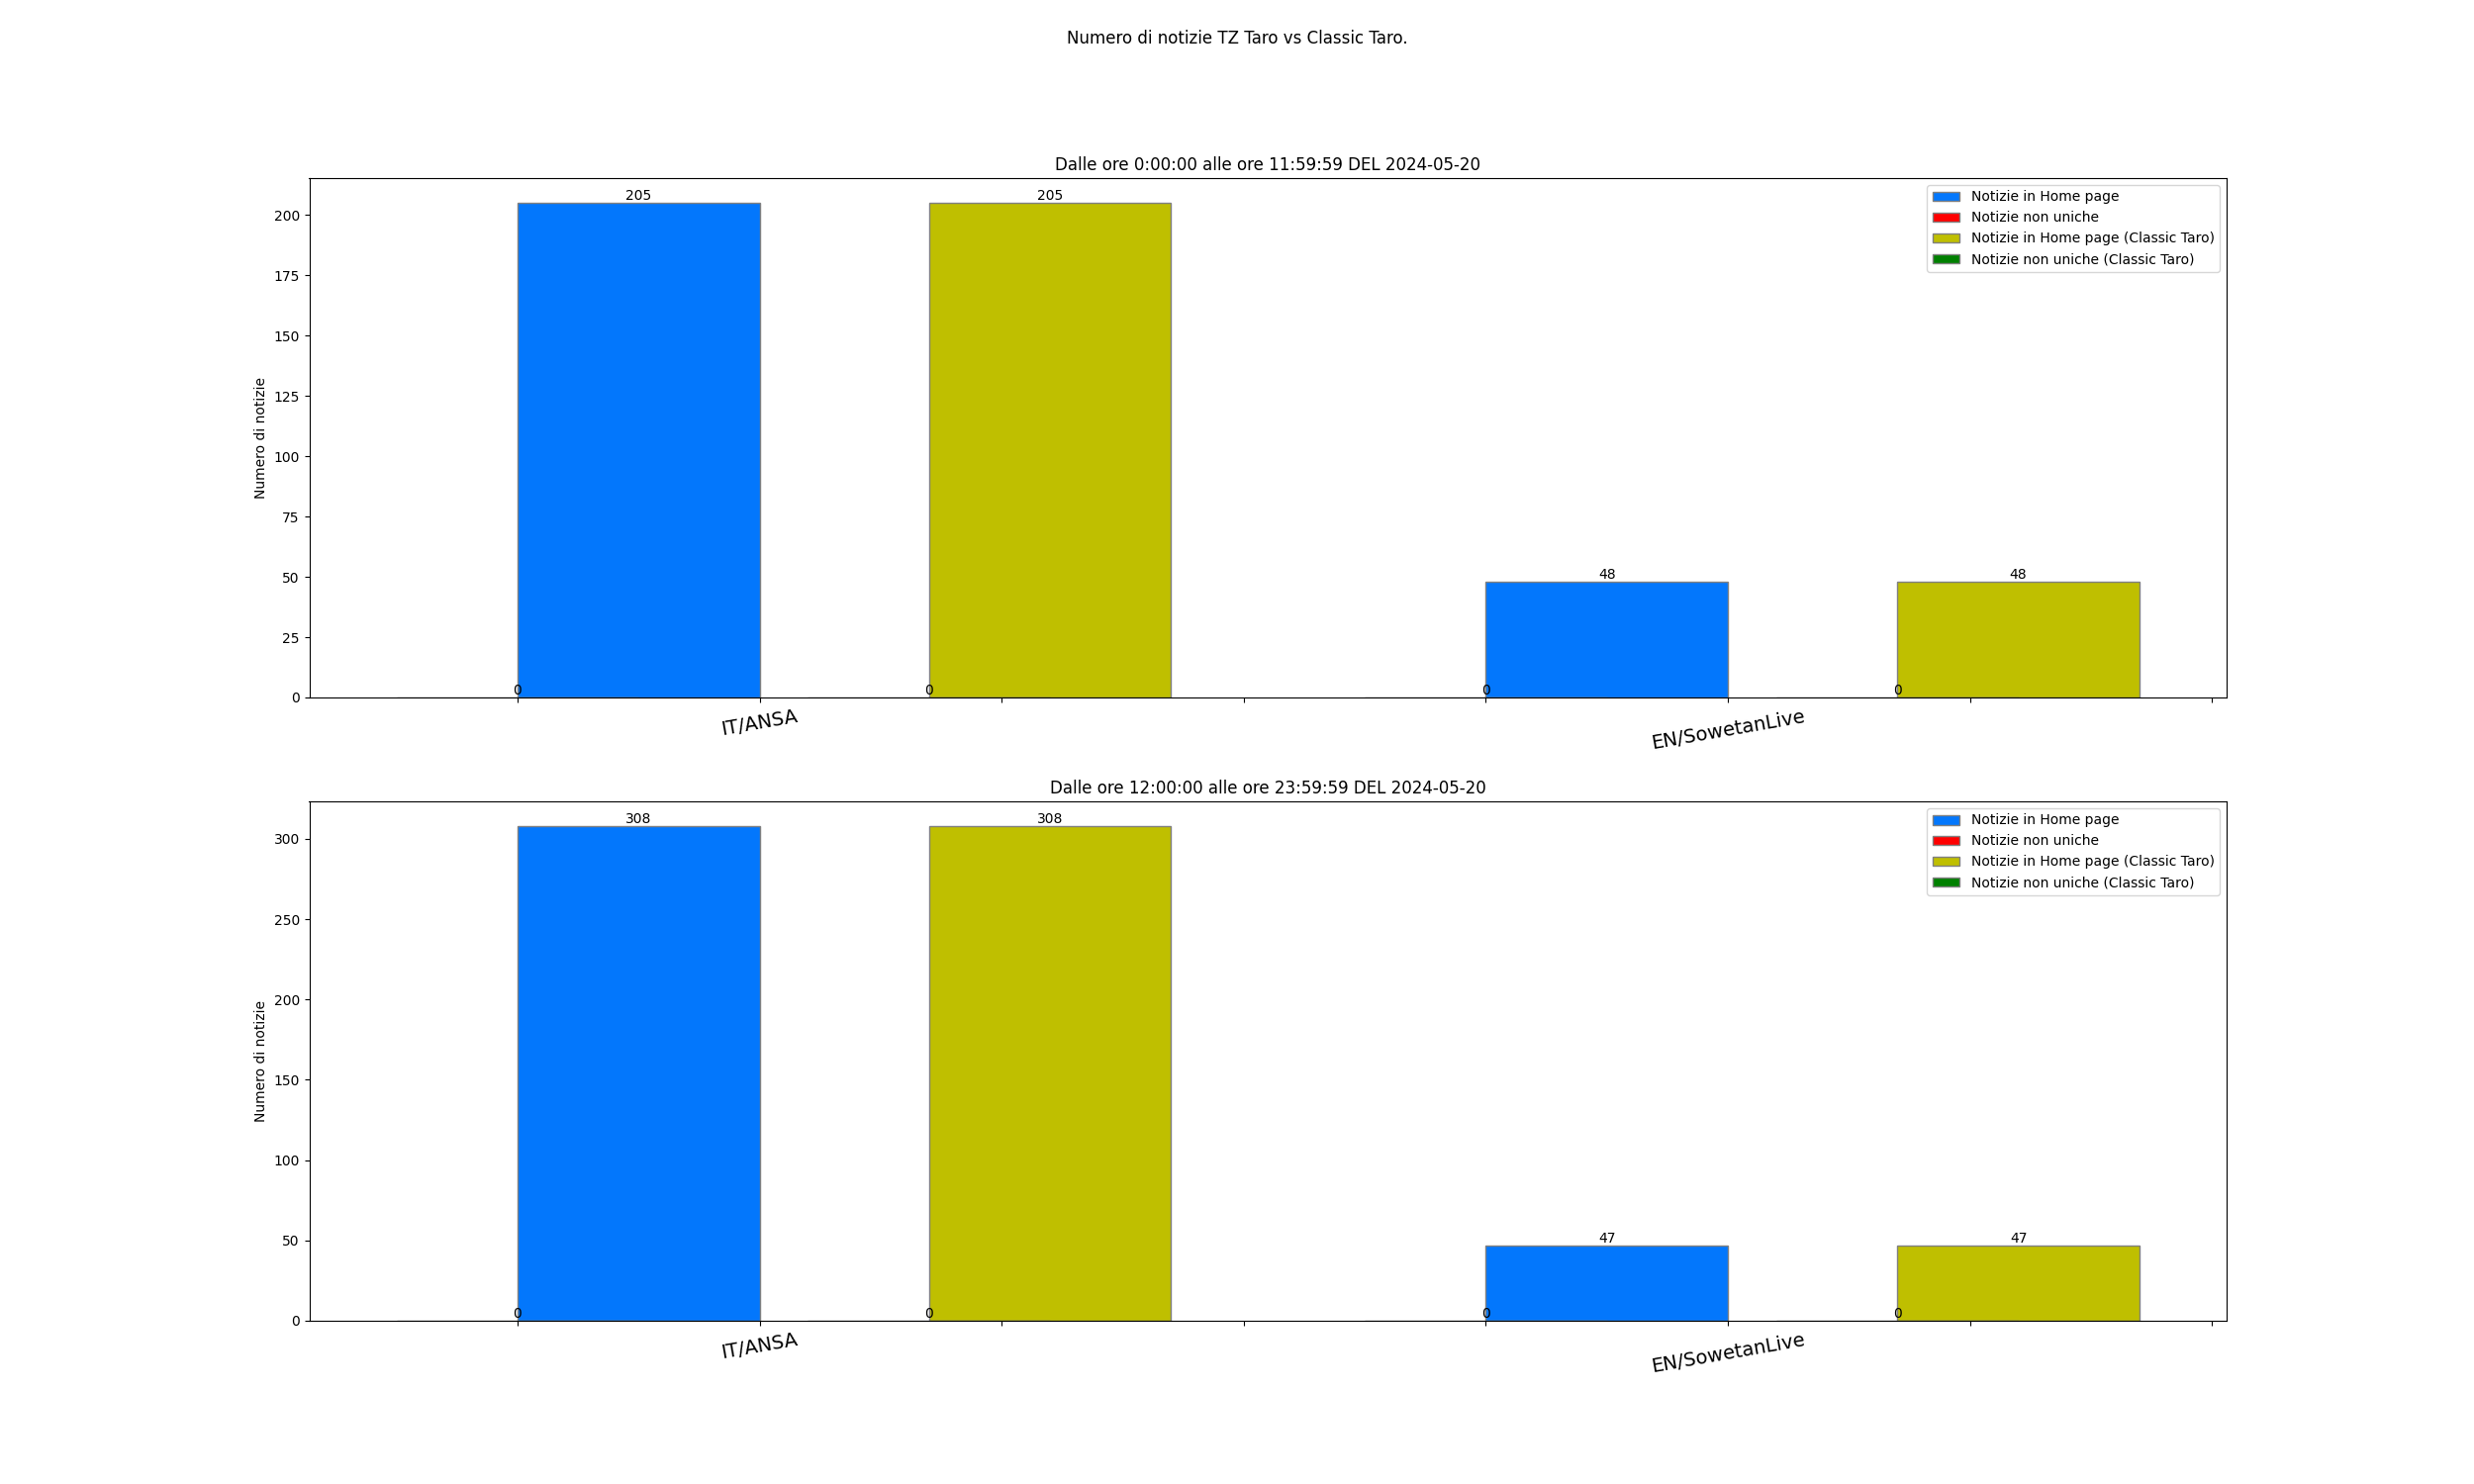 Numero di notizie TZ Taro vs Classic Taro.
Dalle ore 0:00:00 alle ore 11:59:59 DEL 2024-05-20
Numero di notizie
200
175
150
125
100
75
50
25
0
205
205
48
48
0
0
0
0
Notizie in Home page
Notizie non uniche
Notizie in Home page (Classic Taro)
Notizie non uniche (Classic Taro)
IT/ANSA
EN/SowetanLive
Dalle ore 12:00:00 alle ore 23:59:59 DEL 2024-05-20
Numero di notizie
300
250
200
150
100
50
0
308
308
47
47
0
0
0
0
Notizie in Home page
Notizie non uniche
Notizie in Home page (Classic Taro)
Notizie non uniche (Classic Taro)
IT/ANSA
EN/SowetanLive